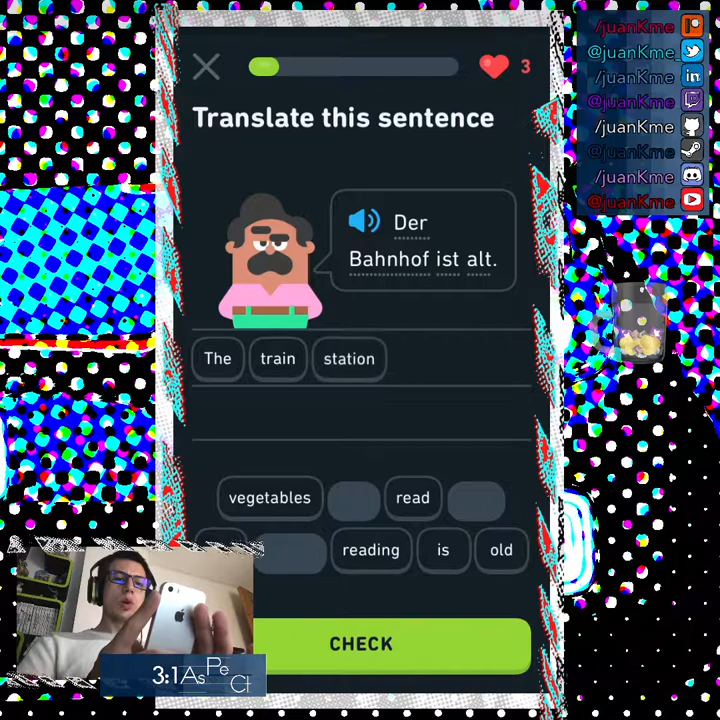 /juanKme
@juanKme_
/juanKme
@juanKme
/juanKme
@juanKme
/juanKme
@juanKme
3
Translate this sentence
Der
Bahnhof ist alt.
The train station
vegetables read
reading is old
CHECK
3:1AsPeCt